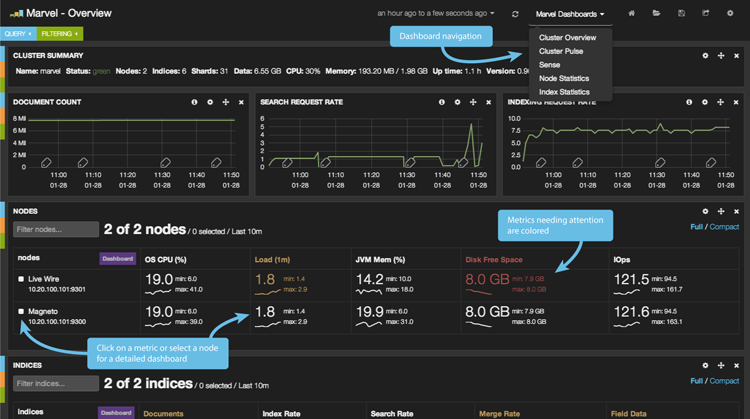 Marvel - Overview
an hour ago to a few seconds ago
Marvel Dashboards
QUERY
FILTERING
Dashboard navigation
Cluster Overview
Cluster Pulse
Sense
Node Statistics
Index Statistics
CLUSTER SUMMARY
Name: marvel Status: green Nodes: 2 Indices: 6 Shards: 31 Data: 6.55 GB CPU: 30% Memory: 193.20 MB / 1.98 GB Up time: 1.1 h Version: 0.90
DOCUMENT COUNT
8 Mil
6 Mil
4 Mil
2 Mil
0
11:00 11:10 11:20 11:30 11:40 11:50
01-28 01-28 01-28 01-28 01-28 01-28
SEARCH REQUEST RATE
6
5
4
3
2
1
0
11:00 11:10 11:20 11:30 11:40 11:50
01-28 01-28 01-28 01-28 01-28 01-28
INDEXING REQUEST RATE
10.0
7.5
5.0
2.5
0.0
11:00 11:10 11:20 11:30 11:40 11:50
01-28 01-28 01-28 01-28 01-28 01-28
NODES
Filter nodes...
2 of 2 nodes / 0 selected / Last 10m
Metrics needing attention
are colored
Full / Compact
nodes Dashboard OS CPU (%) Load (1m) JVM Mem (%) Disk Free Space IOps
Live Wire
10.20.100.101:9301
19.0 min: 6.0 max: 41.0
1.8 min: 1.4 max: 2.9
14.2 min: 10.0 max: 18.0
8.0 GB min: 7.9 GB max: 8.0 GB
121.5 min: 94.5 max: 161.7
Magneto
10.20.100.101:9300
19.0 min: 6.0 max: 39.0
1.8 min: 1.4 max: 2.9
19.9 min: 6.0 max: 31.0
8.0 GB min: 7.9 GB max: 8.0 GB
121.6 min: 94.5 max: 163.1
Click on a metric or select a node
for a detailed dashboard
INDICES
Filter indices...
2 of 2 indices / 0 selected / Last 10m
Full / Compact
Indices Dashboard Documents Index Rate Search Rate Merge Rate Field Data